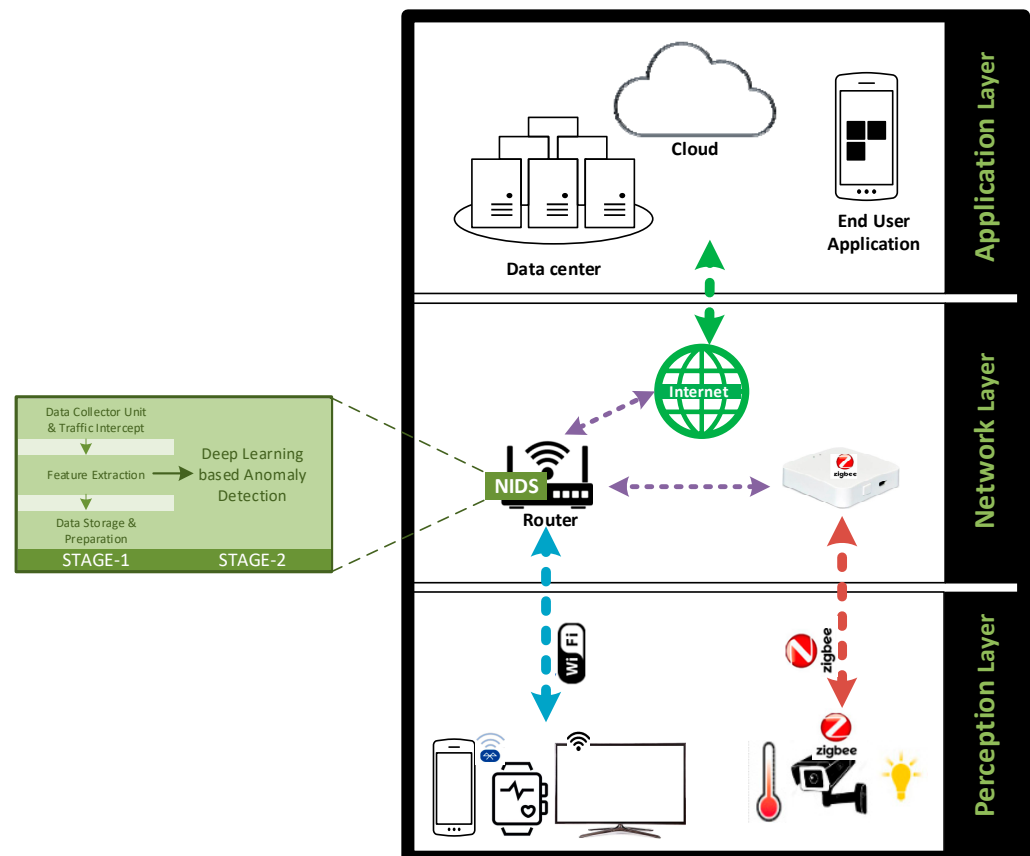 Application Layer
Cloud
End User
Application
Data center
Network Layer
Internet
Data Collector Unit
& Traffic Intercept
Feature Extraction
Data Storage &
Preparation
Deep Learning
based Anomaly
Detection
STAGE-1
STAGE-2
NIDS
Router
zigbee
Perception Layer
Wi Fi
zigbee
zigbee